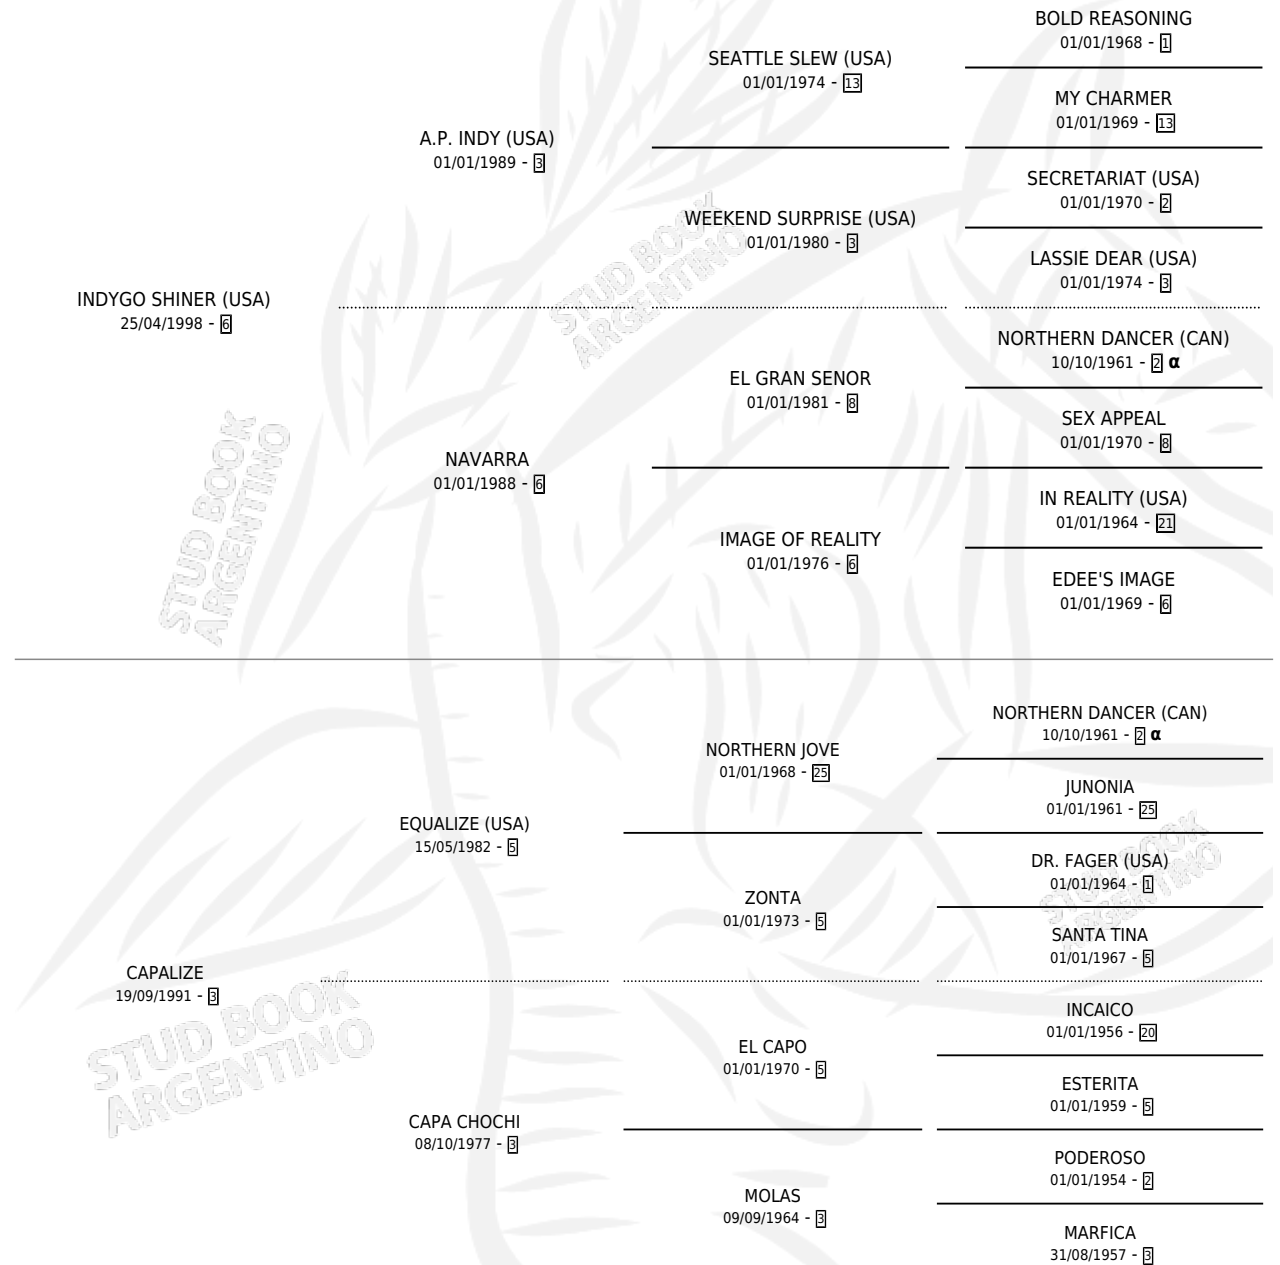 BOLD REASONING
01/01/1968 - 1
SEATTLE SLEW (USA)
01/01/1974 - 13
MY CHARMER
01/01/1969 - 13
A.P. INDY (USA)
01/01/1989 - 3
SECRETARIAT (USA)
01/01/1970 - 2
WEEKEND SURPRISE (USA)
01/01/1980 - 3
LASSIE DEAR (USA)
01/01/1974 - 3
INDYGO SHINER (USA)
25/04/1998 - 6
NORTHERN DANCER (CAN)
10/10/1961 - 2 α
EL GRAN SENOR
01/01/1981 - 8
SEX APPEAL
01/01/1970 - 8
NAVARRA
01/01/1988 - 6
IN REALITY (USA)
01/01/1964 - 21
IMAGE OF REALITY
01/01/1976 - 6
EDEE'S IMAGE
01/01/1969 - 6
STUD BOOK
ARGENTINO
STUD BOOK
ARGENTINO
NORTHERN DANCER (CAN)
10/10/1961 - 2 α
NORTHERN JOVE
01/01/1968 - 25
JUNONIA
01/01/1961 - 25
EQUALIZE (USA)
15/05/1982 - 5
DR. FAGER (USA)
01/01/1964 - 1
ZONTA
01/01/1973 - 5
SANTA TINA
01/01/1967 - 5
STUD BOOK
ARGENTINO
CAPALIZE
19/09/1991 - 3
INCAICO
01/01/1956 - 20
EL CAPO
01/01/1970 - 5
ESTERITA
01/01/1959 - 5
CAPA CHOCHI
08/10/1977 - 3
PODEROSO
01/01/1954 - 2
MOLAS
09/09/1964 - 3
MARFICA
31/08/1957 - 3
STUD BOOK
ARGENTINO